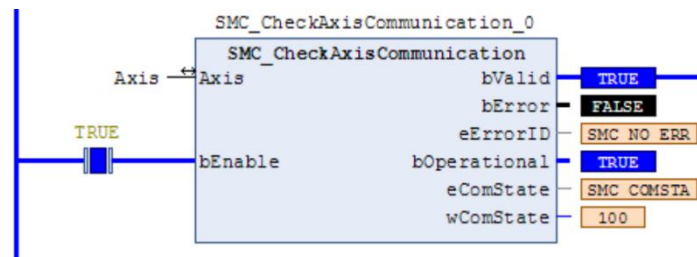 SMC_CheckAxisCommunication_0
SMC_CheckAxisCommunication
Axis Axis bValid TRUE
bError FALSE
TRUE eErrorID SMC NO ERR
bEnable bOperational TRUE
eComState SMC COMSTA
wComState 100